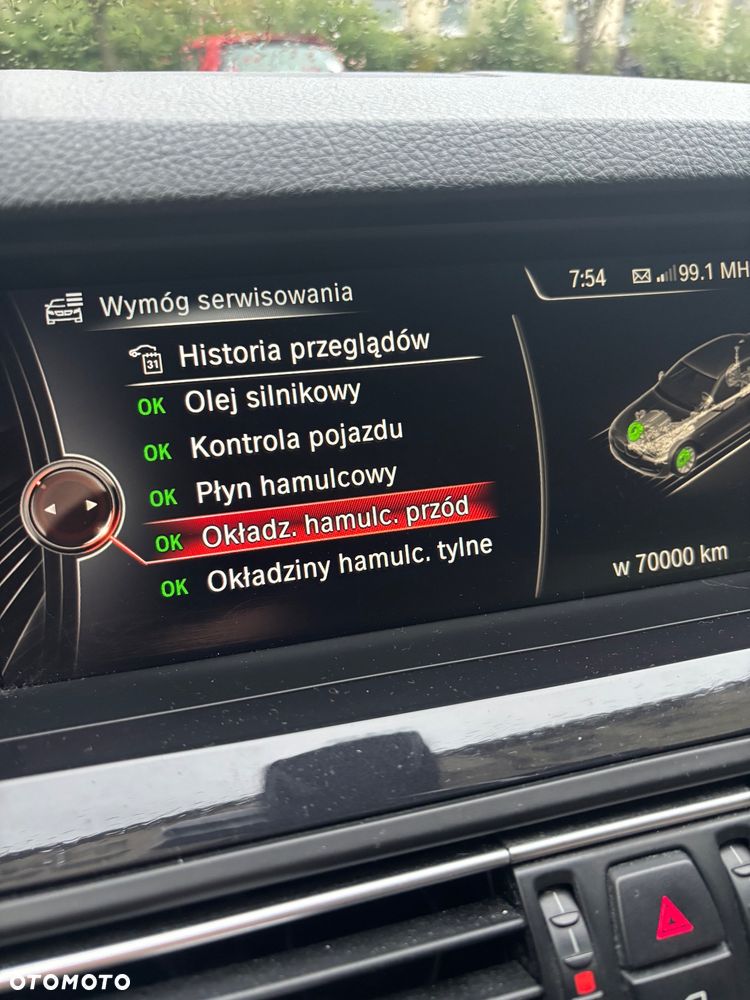 Wymóg serwisowania
7:54
99.1 MH
31
Historia przeglądów
OK Olej silnikowy
OK Kontrola pojazdu
OK Płyn hamulcowy
OK Okładz. hamulc. przód
OK Okładziny hamulc. tylne
w 70000 km
OTOMOTO